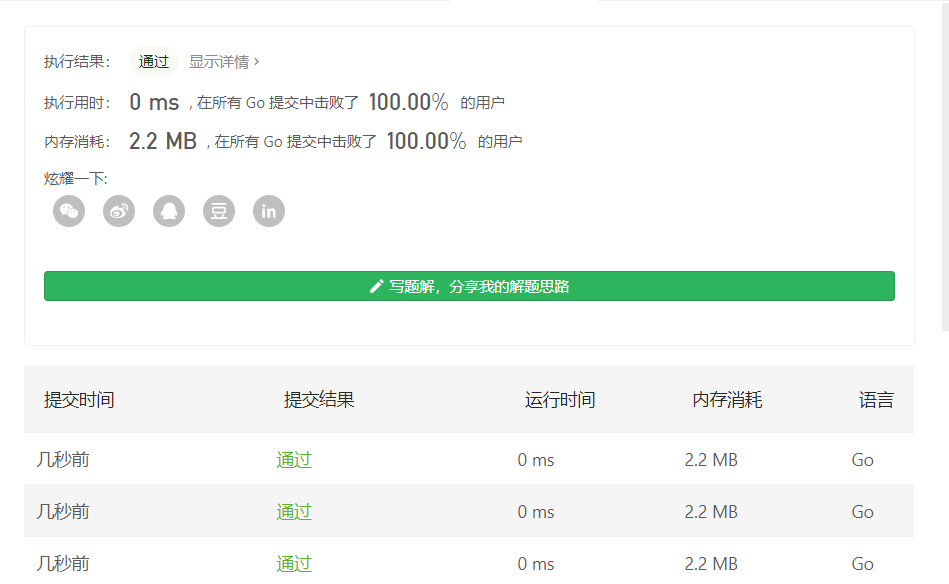 执行结果： 通过 显示详情 ›
执行用时： 0 ms , 在所有 Go 提交中击败了 100.00% 的用户
内存消耗： 2.2 MB , 在所有 Go 提交中击败了 100.00% 的用户
炫耀一下:
豆 in
写题解，分享我的解题思路
提交时间 提交结果 运行时间 内存消耗 语言
几秒前 通过 0 ms 2.2 MB Go
几秒前 通过 0 ms 2.2 MB Go
几秒前 通过 0 ms 2.2 MB Go